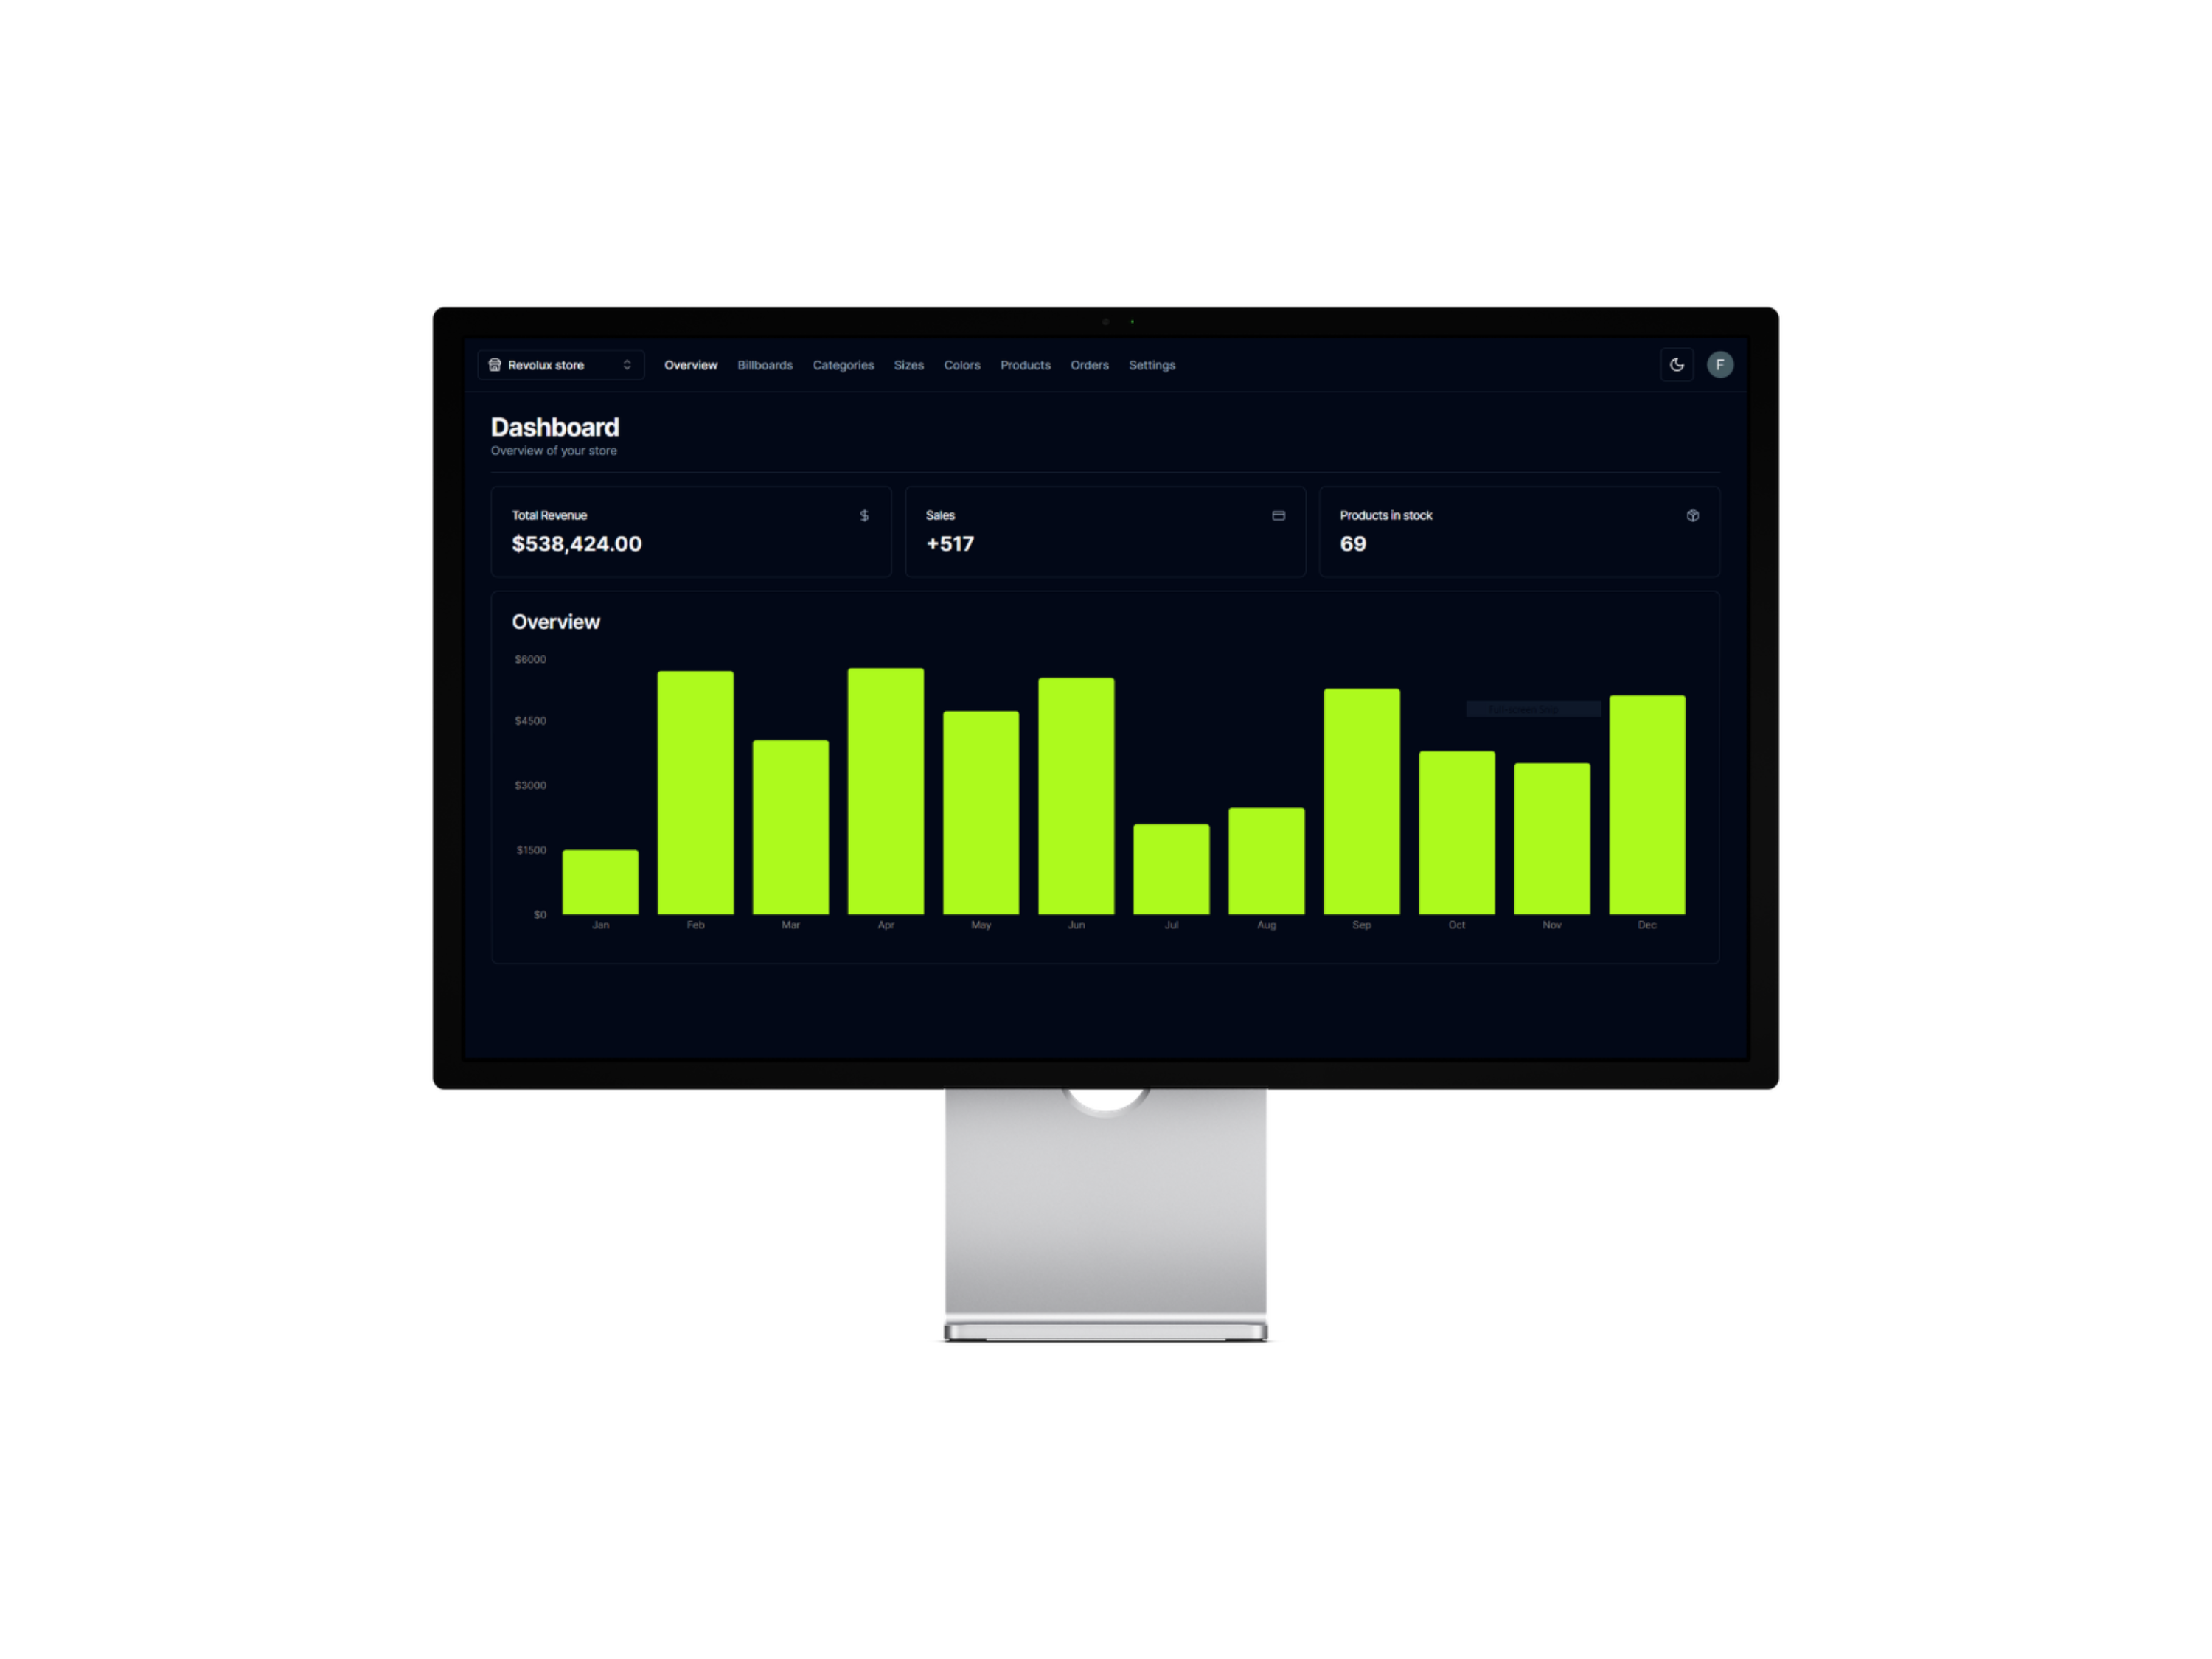 Revolux store Overview Billboards Categories Sizes Colors Products Orders Settings F
Dashboard
Overview of your store
Total Revenue $ Sales Products in stock
$538,424.00 +517 69
Overview
$6000
$4500
$3000
$1500
$0
Jan Feb Mar Apr May Jun Jul Aug Sep Oct Nov Dec